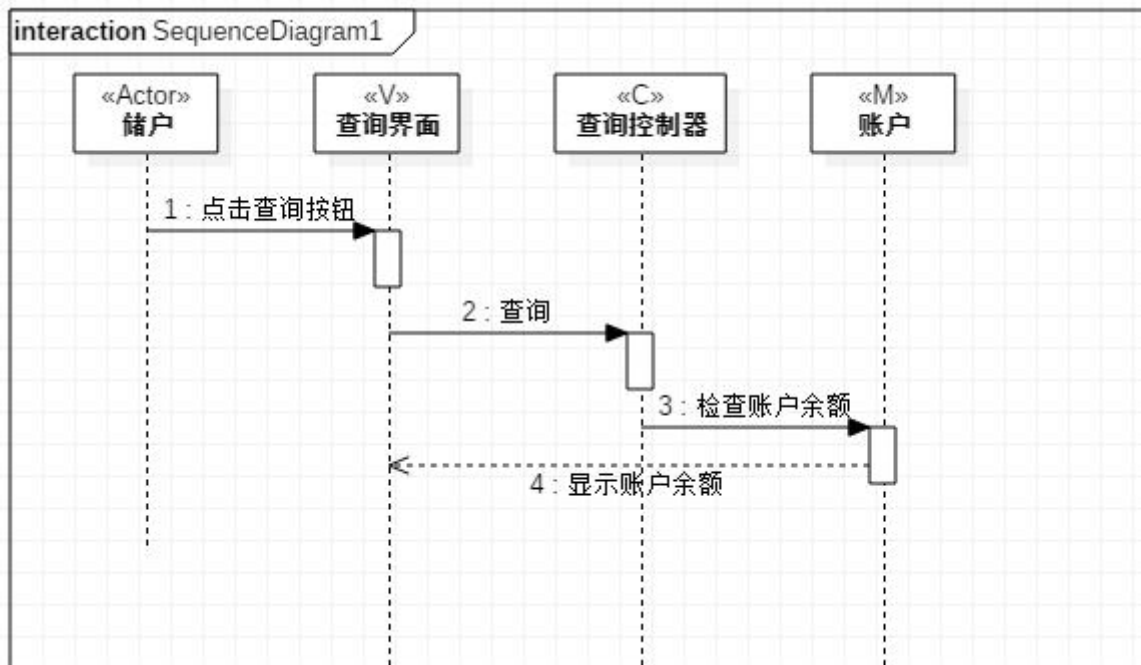 interaction SequenceDiagram1
«Actor»
储户
«V»
查询界面
«C»
查询控制器
«M»
账户
1 : 点击查询按钮
2 : 查询
3 : 检查账户余额
4 : 显示账户余额